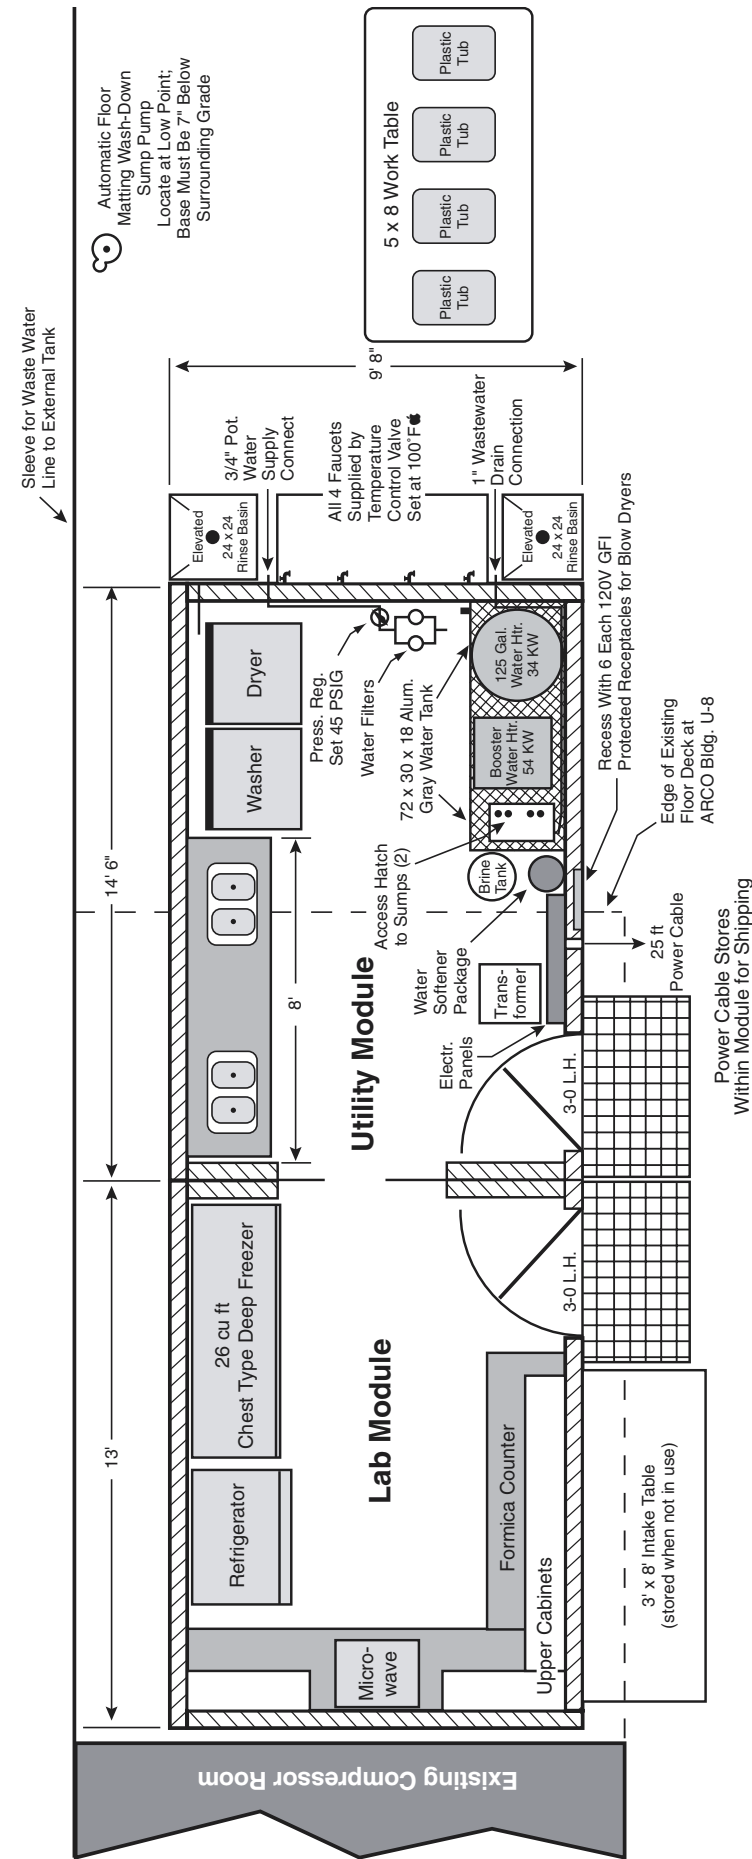 Sleeve for Waste Water
Line to External Tank
Automatic Floor
Matting Wash-Down
Sump Pump
Locate at Low Point;
Base Must Be 7" Below
Surrounding Grade
13'
14' 6"
9' 8"
Existing Compressor Room
Refrigerator
26 cu ft
Chest Type Deep Freezer
Micro-
wave
Lab Module
Formica Counter
Upper Cabinets
3-0 L.H.
3' x 8' Intake Table
(stored when not in use)
8'
Washer
Dryer
Utility Module
Press. Reg.
Set 45 PSIG
Water Filters
72 x 30 x 18 Alum.
Gray Water Tank
Access Hatch
to Sumps (2)
Water
Softener
Package
Electr.
Panels
Trans-
former
Brine
Tank
Booster
Water Htr.
54 KW
125 Gal.
Water Htr.
34 KW
3-0 L.H.
25 ft
Power Cable
Power Cable Stores
Within Module for Shipping
Edge of Existing
Floor Deck at
ARCO Bldg. U-8
Recess With 6 Each 120V GFI
Protected Receptacles for Blow Dryers
Elevated
24 x 24
Rinse Basin
3/4" Pot.
Water
Supply
Connect
All 4 Faucets
Supplied by
Temperature
Control Valve
Set at 100°F
1" Wastewater
Drain
Connection
Elevated
24 x 24
Rinse Basin
5 x 8 Work Table
Plastic
Tub
Plastic
Tub
Plastic
Tub
Plastic
Tub